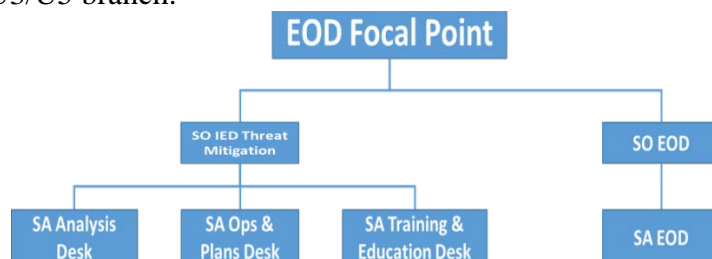 branch.
EOD Focal Point
SO IED Threat
Mitigation
SO EOD
SA Analysis
Desk
SA Ops &
Plans Desk
SA Training &
Education Desk
SA EOD